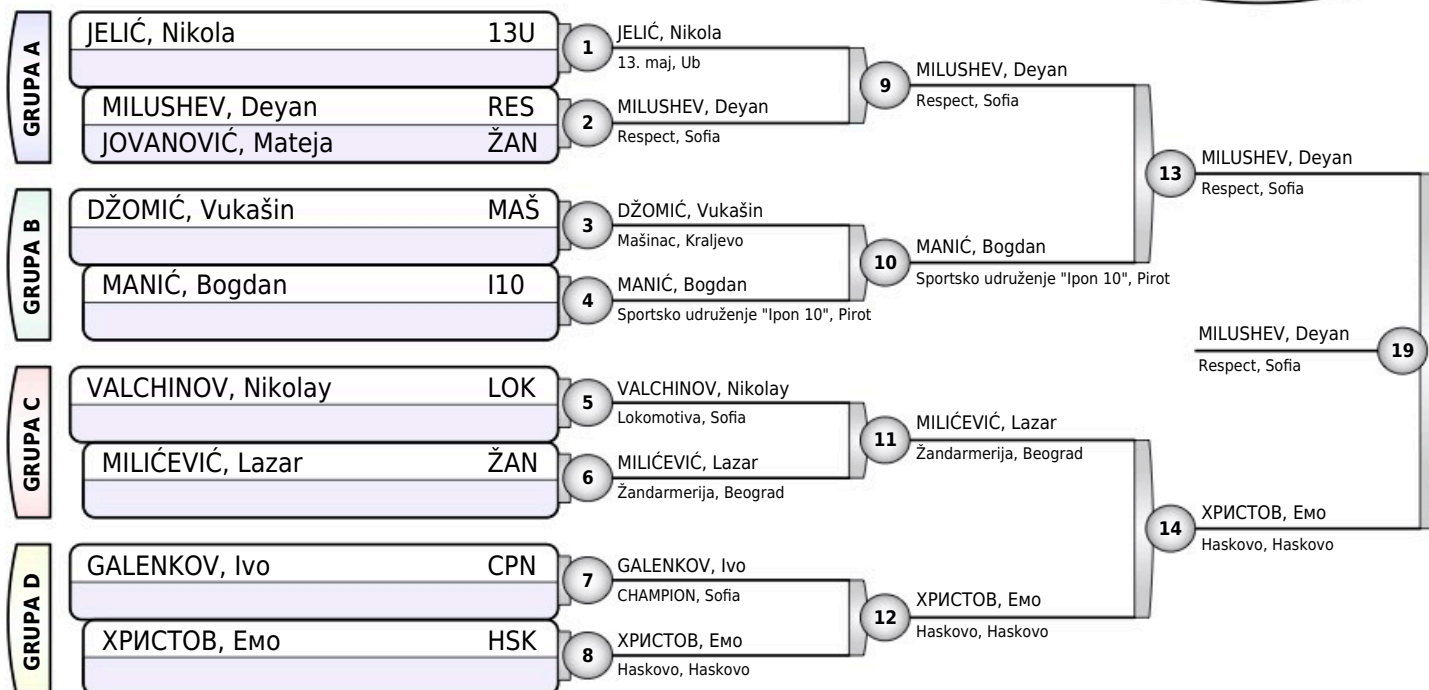 GRUPA A
JELIĆ, Nikola 13U
MILUSHEV, Deyan RES
JOVANOVIĆ, Mateja ŽAN
GRUPA B
DŽOMIĆ, Vukašin MAŠ
MANIĆ, Bogdan I10
GRUPA C
VALCHINOV, Nikolay LOK
MILIĆEVIĆ, Lazar ŽAN
GRUPA D
GALENKOV, Ivo CPN
ХРИСТОВ, Емо HSK
1
JELIĆ, Nikola
13. maj, Ub
2
MILUSHEV, Deyan
Respect, Sofia
3
DŽOMIĆ, Vukašin
Mašinac, Kraljevo
4
MANIĆ, Bogdan
Sportsko udruženje "Ipon 10", Pirot
5
VALCHINOV, Nikolay
Lokomotiva, Sofia
6
MILIĆEVIĆ, Lazar
Žandarmerija, Beograd
7
GALENKOV, Ivo
CHAMPION, Sofia
8
ХРИСТОВ, Емо
Haskovo, Haskovo
9
MILUSHEV, Deyan
Respect, Sofia
10
MANIĆ, Bogdan
Sportsko udruženje "Ipon 10", Pirot
11
MILIĆEVIĆ, Lazar
Žandarmerija, Beograd
12
ХРИСТОВ, Емо
Haskovo, Haskovo
13
MILUSHEV, Deyan
Respect, Sofia
14
ХРИСТОВ, Емо
Haskovo, Haskovo
MILUSHEV, Deyan
Respect, Sofia
19